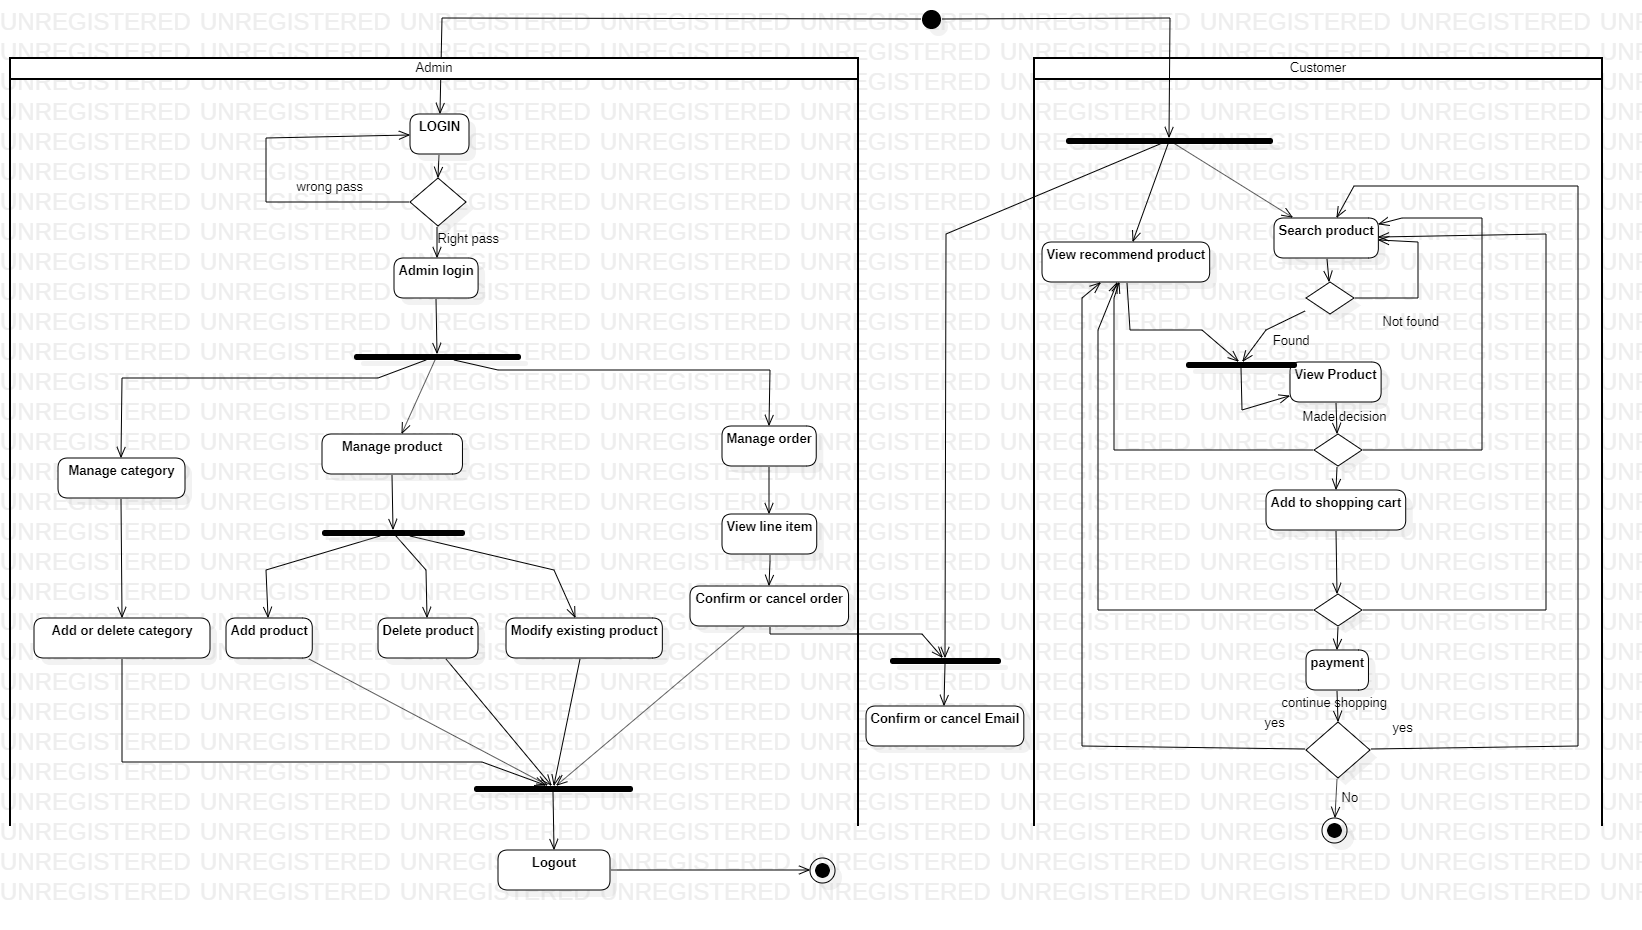 Admin
Customer
LOGIN
wrong pass
Right pass
Admin login
Search product
View recommend product
Not found
Found
View Product
Made decision
Manage category
Manage product
Manage order
View line item
Add to shopping cart
Confirm or cancel order
Add or delete category
Add product
Delete product
Modify existing product
payment
continue shopping
yes
yes
Confirm or cancel Email
No
Logout
UNREGISTERED